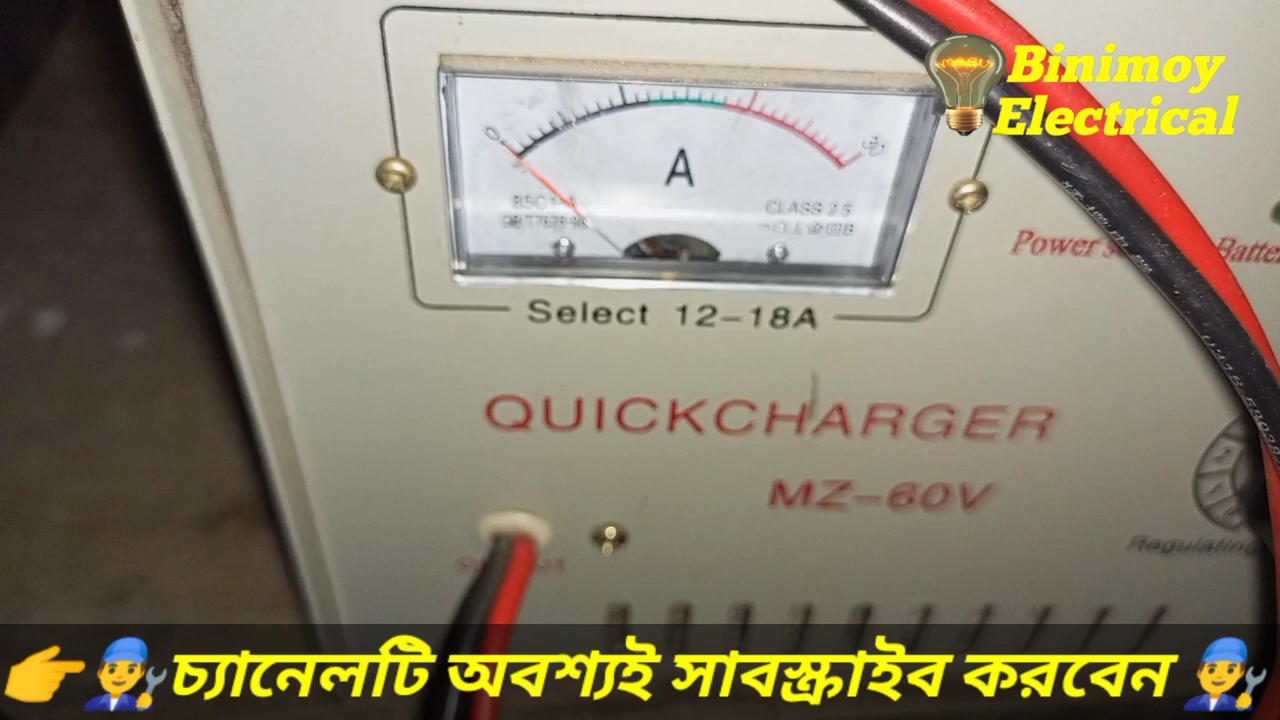 Binimoy
Electrical
0
A
CLASS 2.5
Select 12-18A
Power
QUICKCHARGER
MZ-60V
Regulating
চ্যানেলটি অবশ্যই সাবস্ক্রাইব করবেন